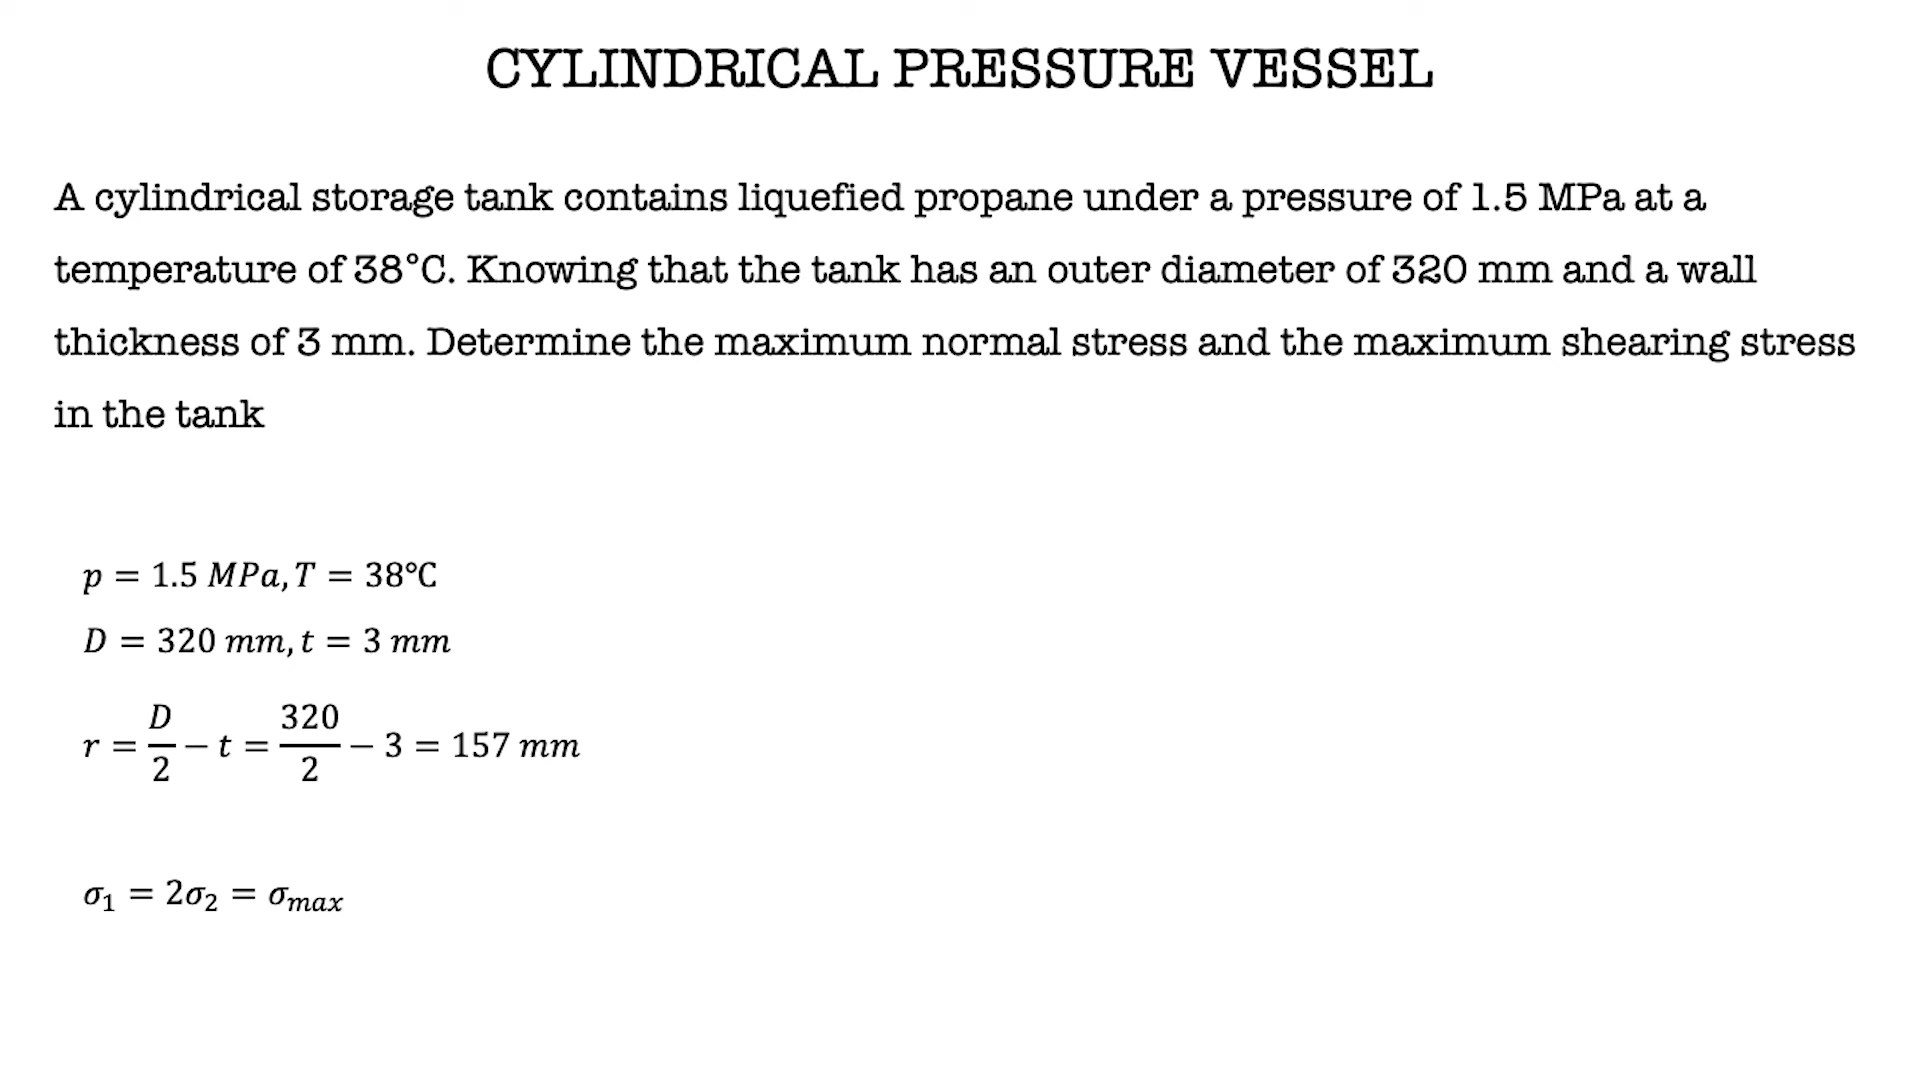 CYLINDRICAL PRESSURE VESSEL
A cylindrical storage tank contains liquefied propane under a pressure of 1.5 MPa at a
temperature of 38°C. Knowing that the tank has an outer diameter of 320 mm and a wall
thickness of 3 mm. Determine the maximum normal stress and the maximum shearing stress
in the tank
p = 1.5 MPa, T = 38°C
D = 320 mm, t = 3 mm
r = D/2 − t = 320/2 − 3 = 157 mm
σ₁ = 2σ₂ = σₘₐₓ